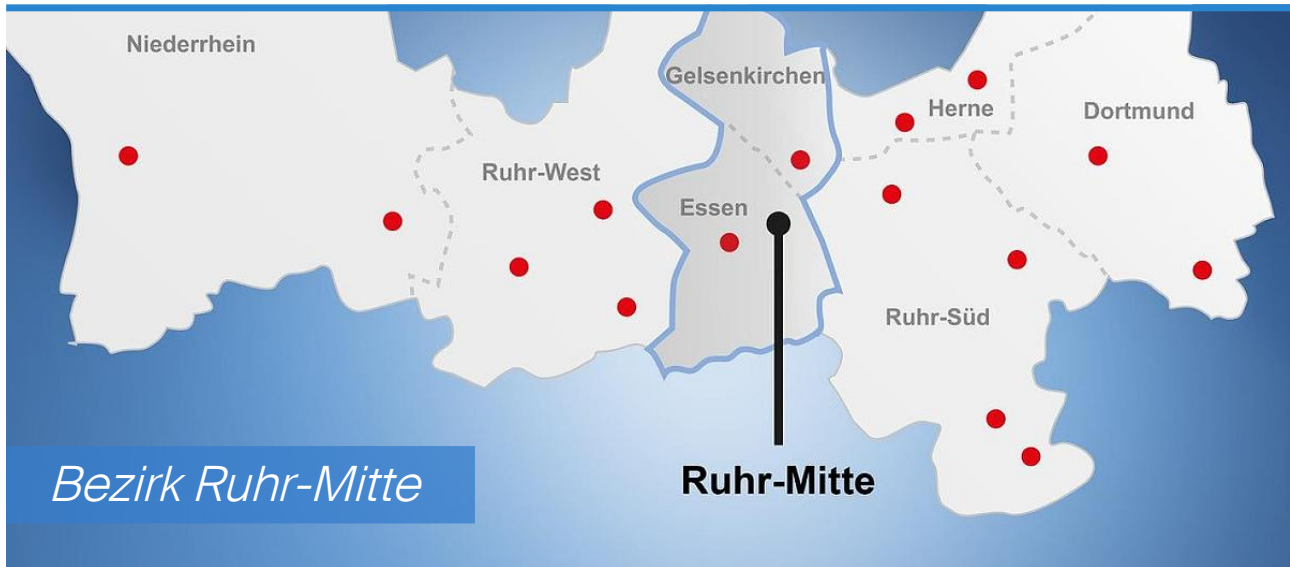 Niederrhein
Gelsenkirchen
Herne
Dortmund
Ruhr-West
Essen
Ruhr-Süd
Ruhr-Mitte
Bezirk Ruhr-Mitte